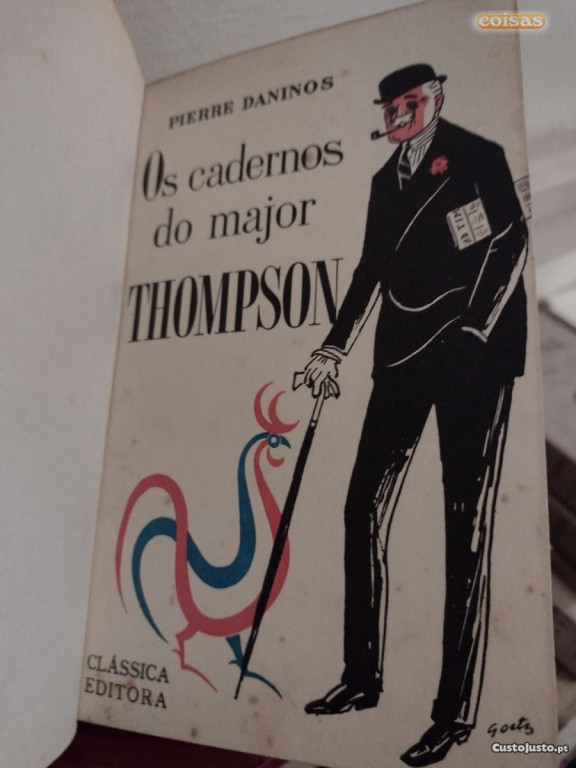 coisas
PIERRE DANINOS
Os cadernos
do major
THOMPSON
CLÁSSICA
EDITORA
Goetz
CustoJusto.pt